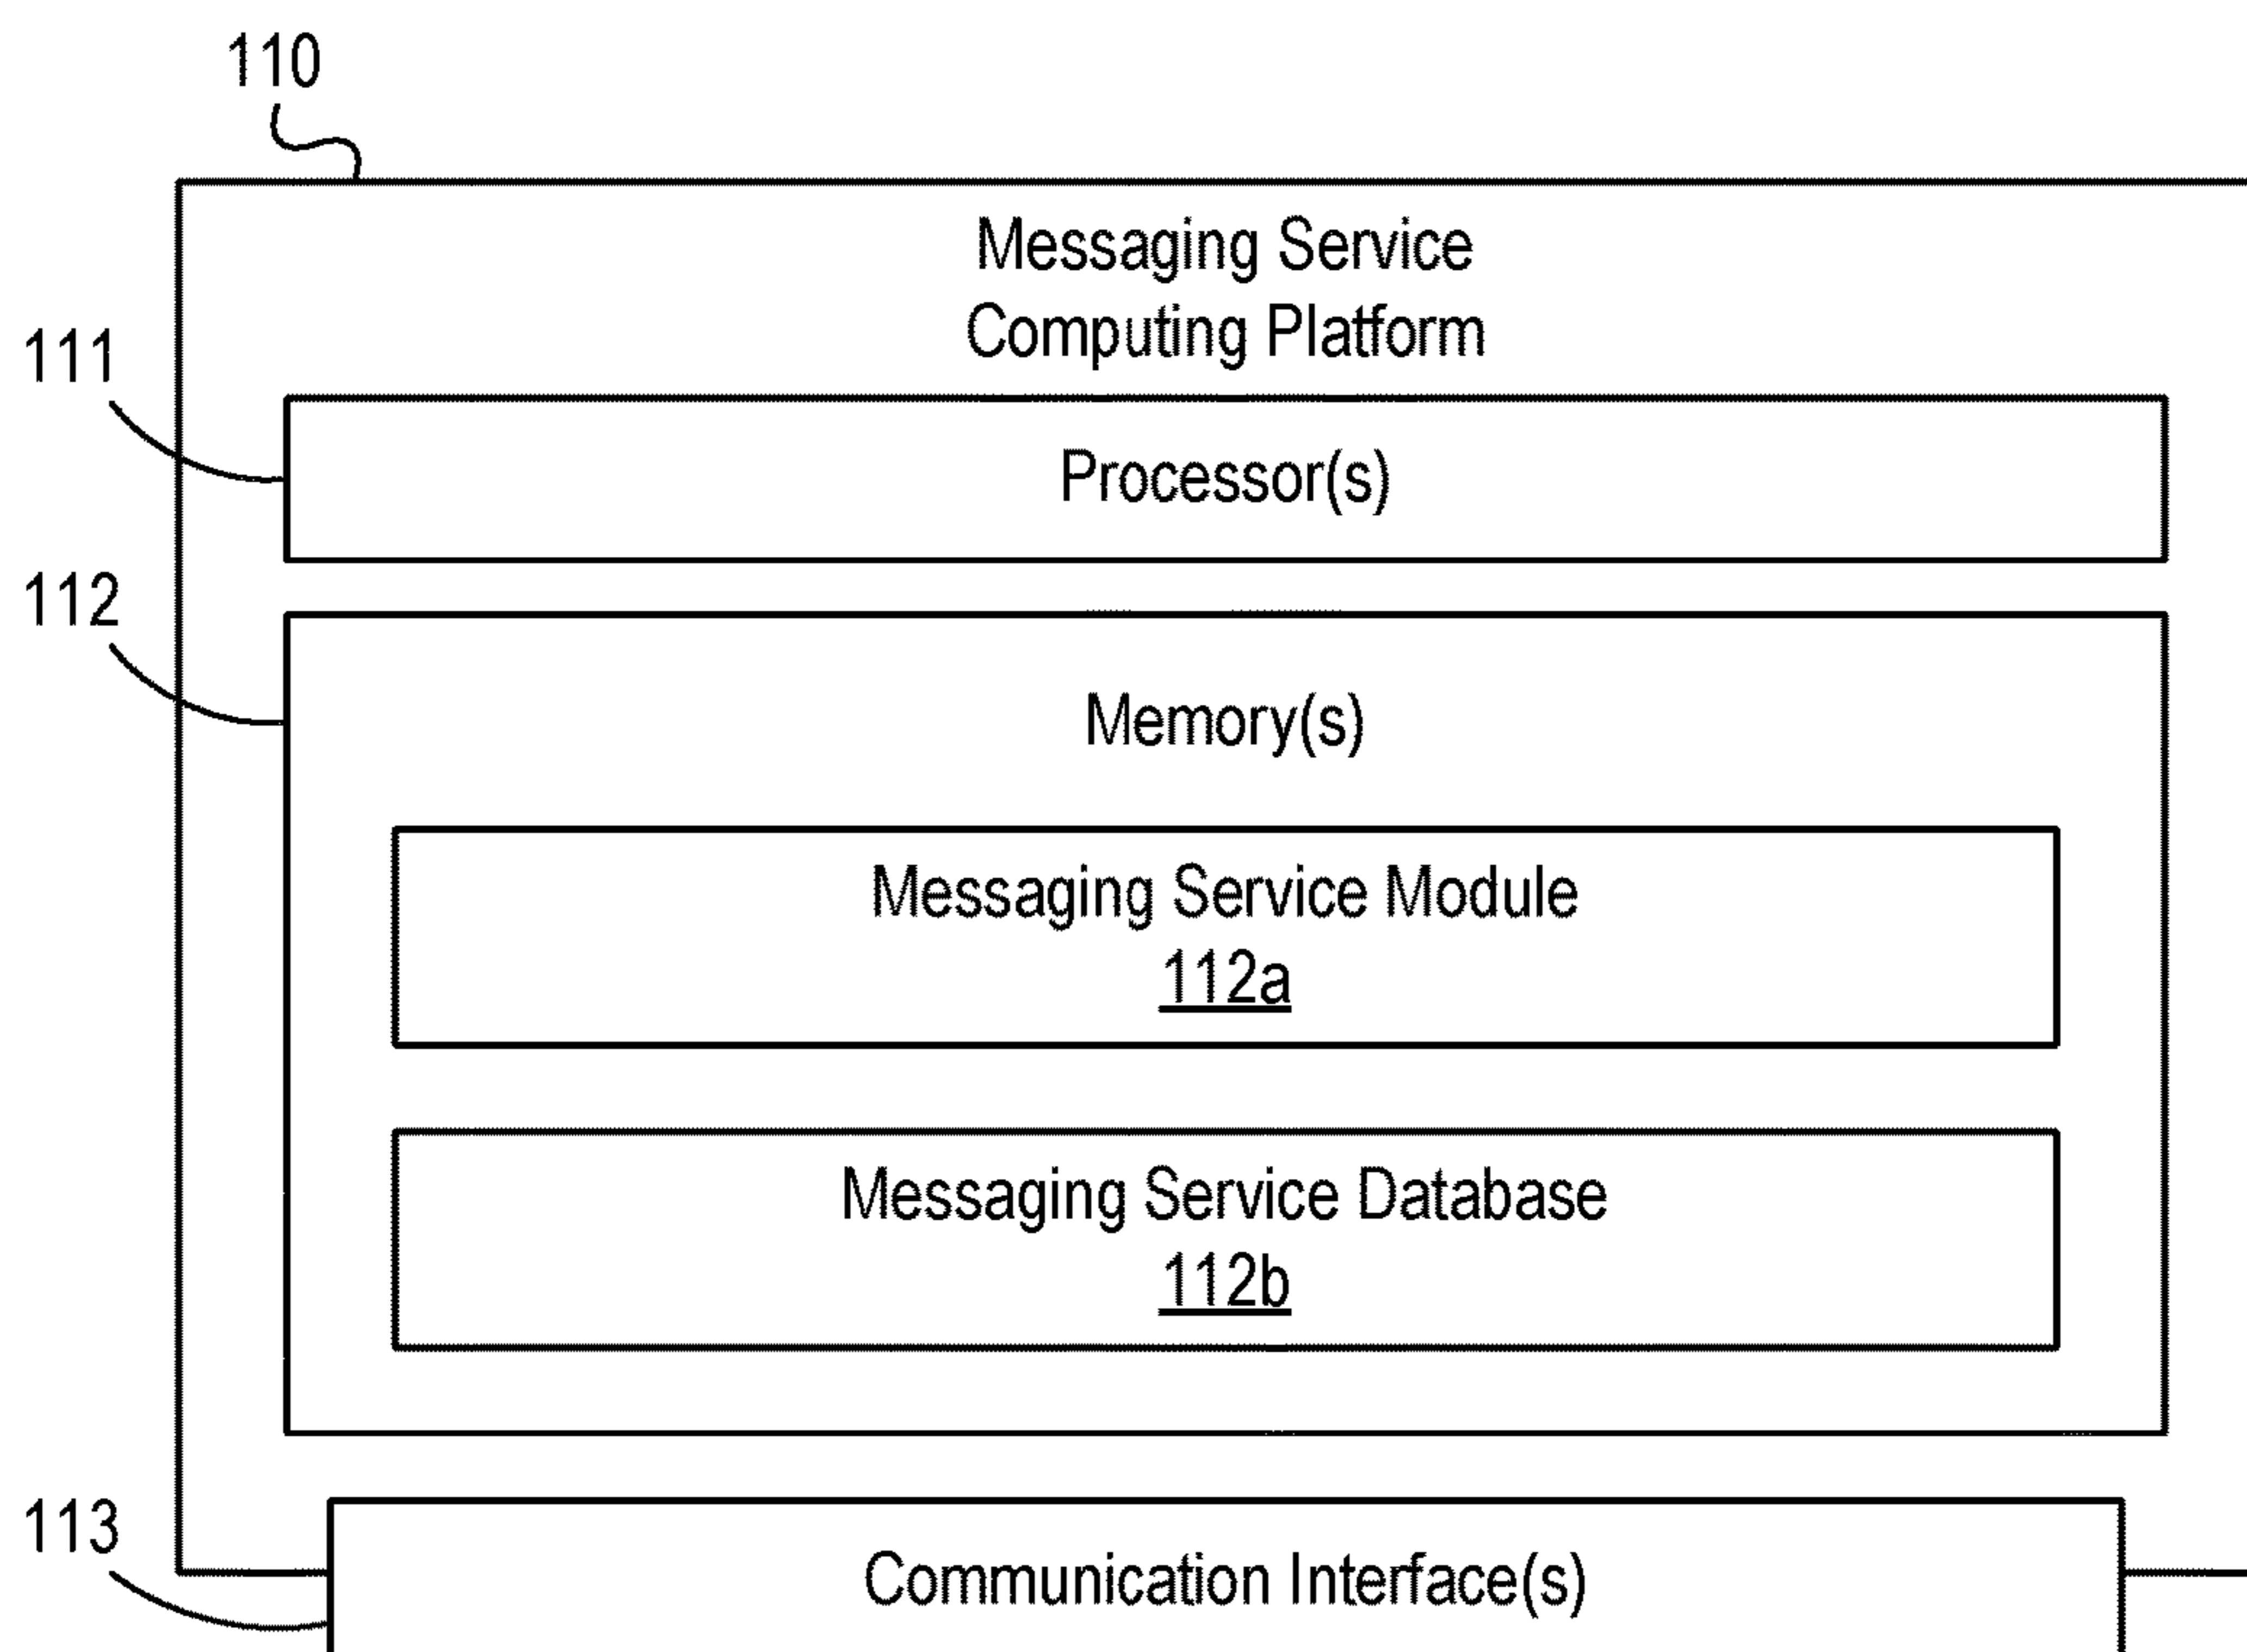 110
Messaging Service
Computing Platform
111
Processor(s)
112
Memory(s)
Messaging Service Module
112a
Messaging Service Database
112b
113
Communication Interface(s)